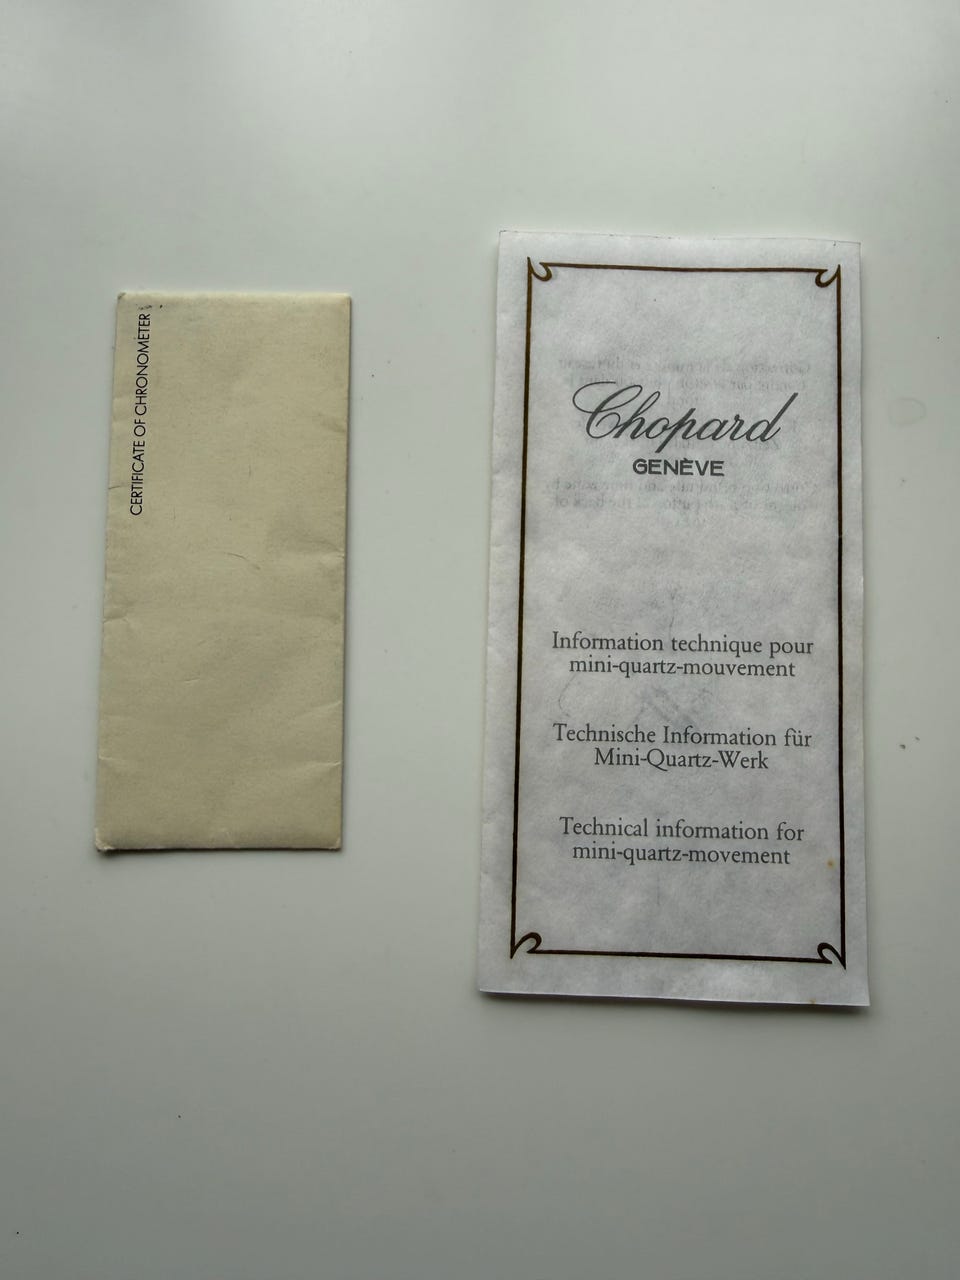 CERTIFICATE OF CHRONOMETER
Chopard
GENÈVE
Information technique pour
mini-quartz-mouvement
Technische Information für
Mini-Quartz-Werk
Technical information for
mini-quartz-movement